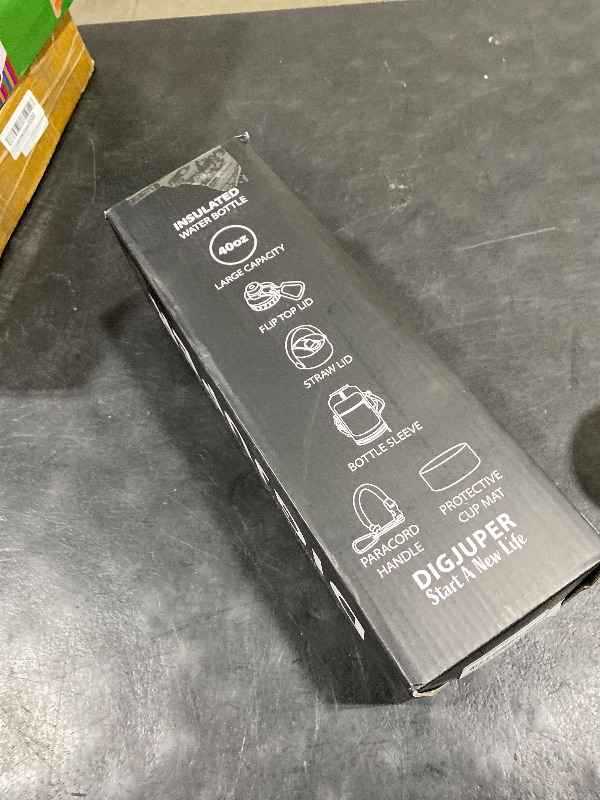 INSULATED
WATER BOTTLE
40oz
LARGE CAPACITY
FLIP TOP LID
STRAW LID
BOTTLE SLEEVE
PROTECTIVE
CUP MAT
PARACORD
HANDLE
DIGJUPER
Start A New Life